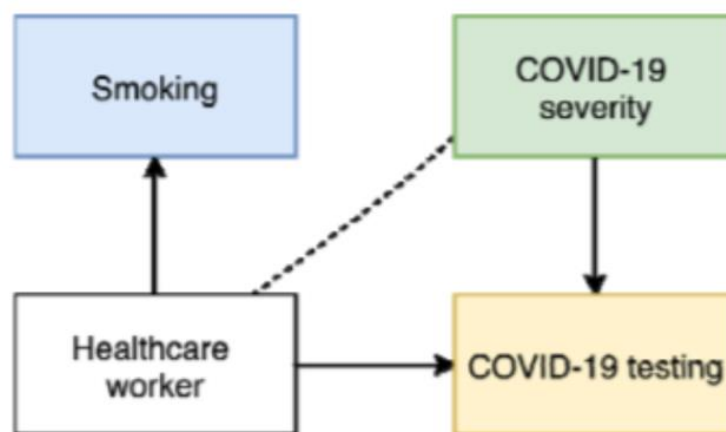 Smoking
COVID-19
severity
Healthcare
worker
COVID-19 testing